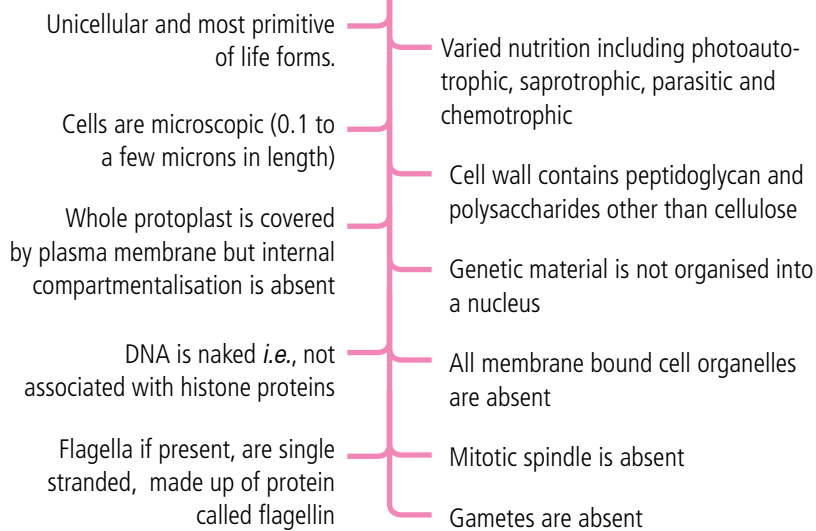 Unicellular and most primitive
of life forms.
Cells are microscopic (0.1 to
a few microns in length)
Whole protoplast is covered
by plasma membrane but internal
compartmentalisation is absent
DNA is naked i.e., not
associated with histone proteins
Flagella if present, are single
stranded, made up of protein
called flagellin
Varied nutrition including photoauto-
trophic, saprotrophic, parasitic and
chemotrophic
Cell wall contains peptidoglycan and
polysaccharides other than cellulose
Genetic material is not organised into
a nucleus
All membrane bound cell organelles
are absent
Mitotic spindle is absent
Gametes are absent